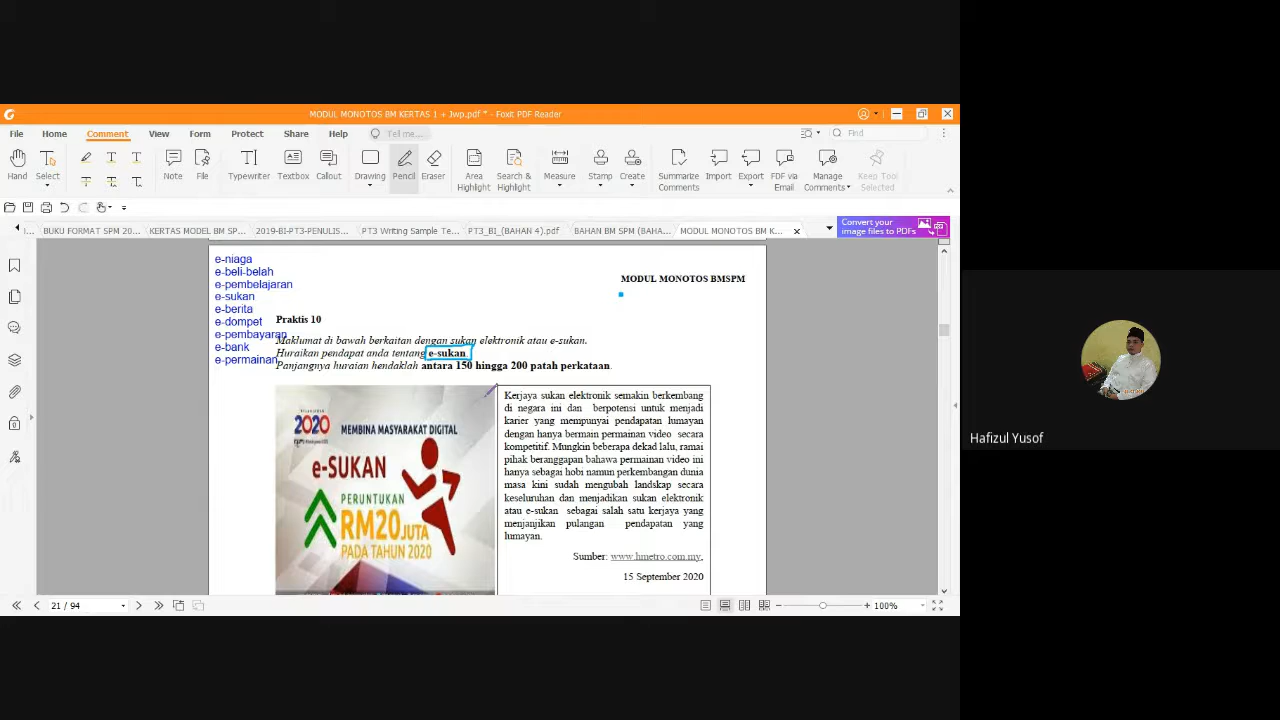 MODUL MONOTOS BM KERTAS 1 + Jwp.pdf * - Foxit PDF Reader
File Home Comment View Form Protect Share Help Tell me... Find
Hand Select Note File Typewriter Textbox Callout Drawing Pencil Eraser Area Highlight Search & Highlight Measure Stamp Create Summarize Comments Import Export FDF via Email Manage Comments Keep Tool Selected
BUKU FORMAT SPM 20... KERTAS MODEL BM SP... 2019-BI-PT3-PENULIS... PT3 Writing Sample Te... PT3_BI_(BAHAN 4).pdf BAHAN BM SPM (BAHA... MODUL MONOTOS BM K...
Convert your
image files to PDFs
e-niaga
e-beli-belah
e-pembelajaran
e-sukan
e-berita
e-dompet
e-pembayaran
e-bank
e-permainan
MODUL MONOTOS BMSPM
Praktis 10
Maklumat di bawah berkaitan dengan sukan elektronik atau e-sukan.
Huraikan pendapat anda tentang e-sukan
Panjangnya huraian hendaklah antara 150 hingga 200 patah perkataan.
2020
MEMBINA MASYARAKAT DIGITAL
e-SUKAN
PERUNTUKAN
RM20 JUTA
PADA TAHUN 2020
Kerjaya sukan elektronik semakin berkembang
di negara ini dan berpotensi untuk menjadi
karier yang mempunyai pendapatan lumayan
dengan hanya bermain permainan video secara
kompetitif. Mungkin beberapa dekad lalu, ramai
pihak beranggapan bahawa permainan video ini
hanya sebagai hobi namun perkembangan dunia
masa kini sudah mengubah landskap secara
keseluruhan dan menjadikan sukan elektronik
atau e-sukan sebagai salah satu kerjaya yang
menjanjikan pulangan pendapatan yang
lumayan.
Sumber: www.hmetro.com.my,
15 September 2020
21 / 94
100%
Hafizul Yusof